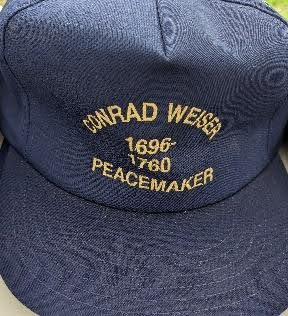 CONRAD WEISER
1696-
1760
PEACEMAKER